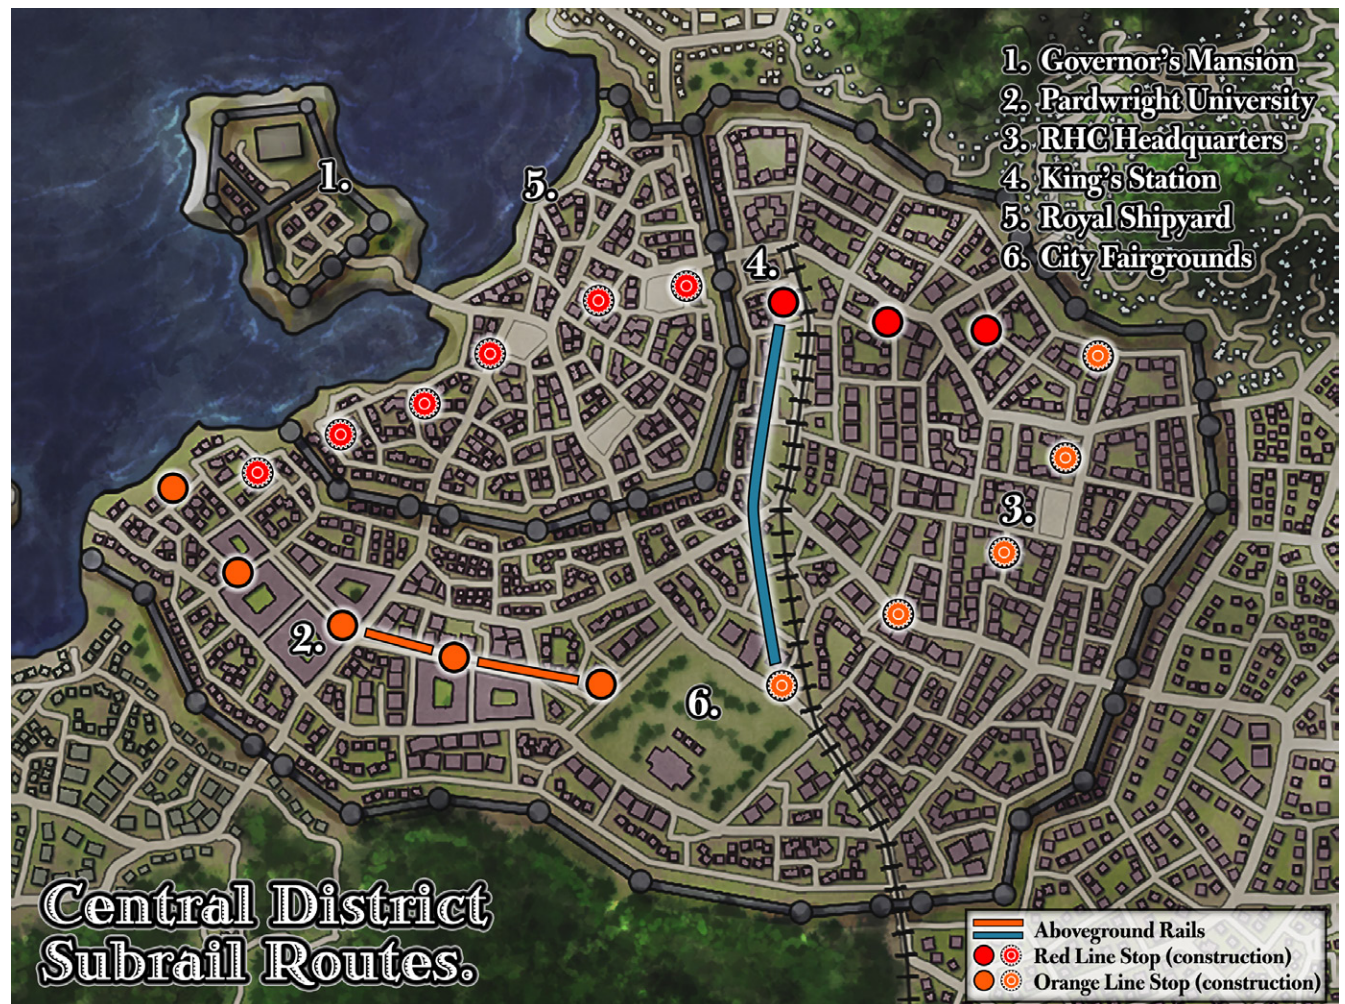 1. Governor's Mansion
2. Pardwright University
3. RHC Headquarters
4. King's Station
5. Royal Shipyard
6. City Fairgrounds
1.
5.
4.
3.
2.
6.
Central District
Subrail Routes.
Aboveground Rails
Red Line Stop (construction)
Orange Line Stop (construction)